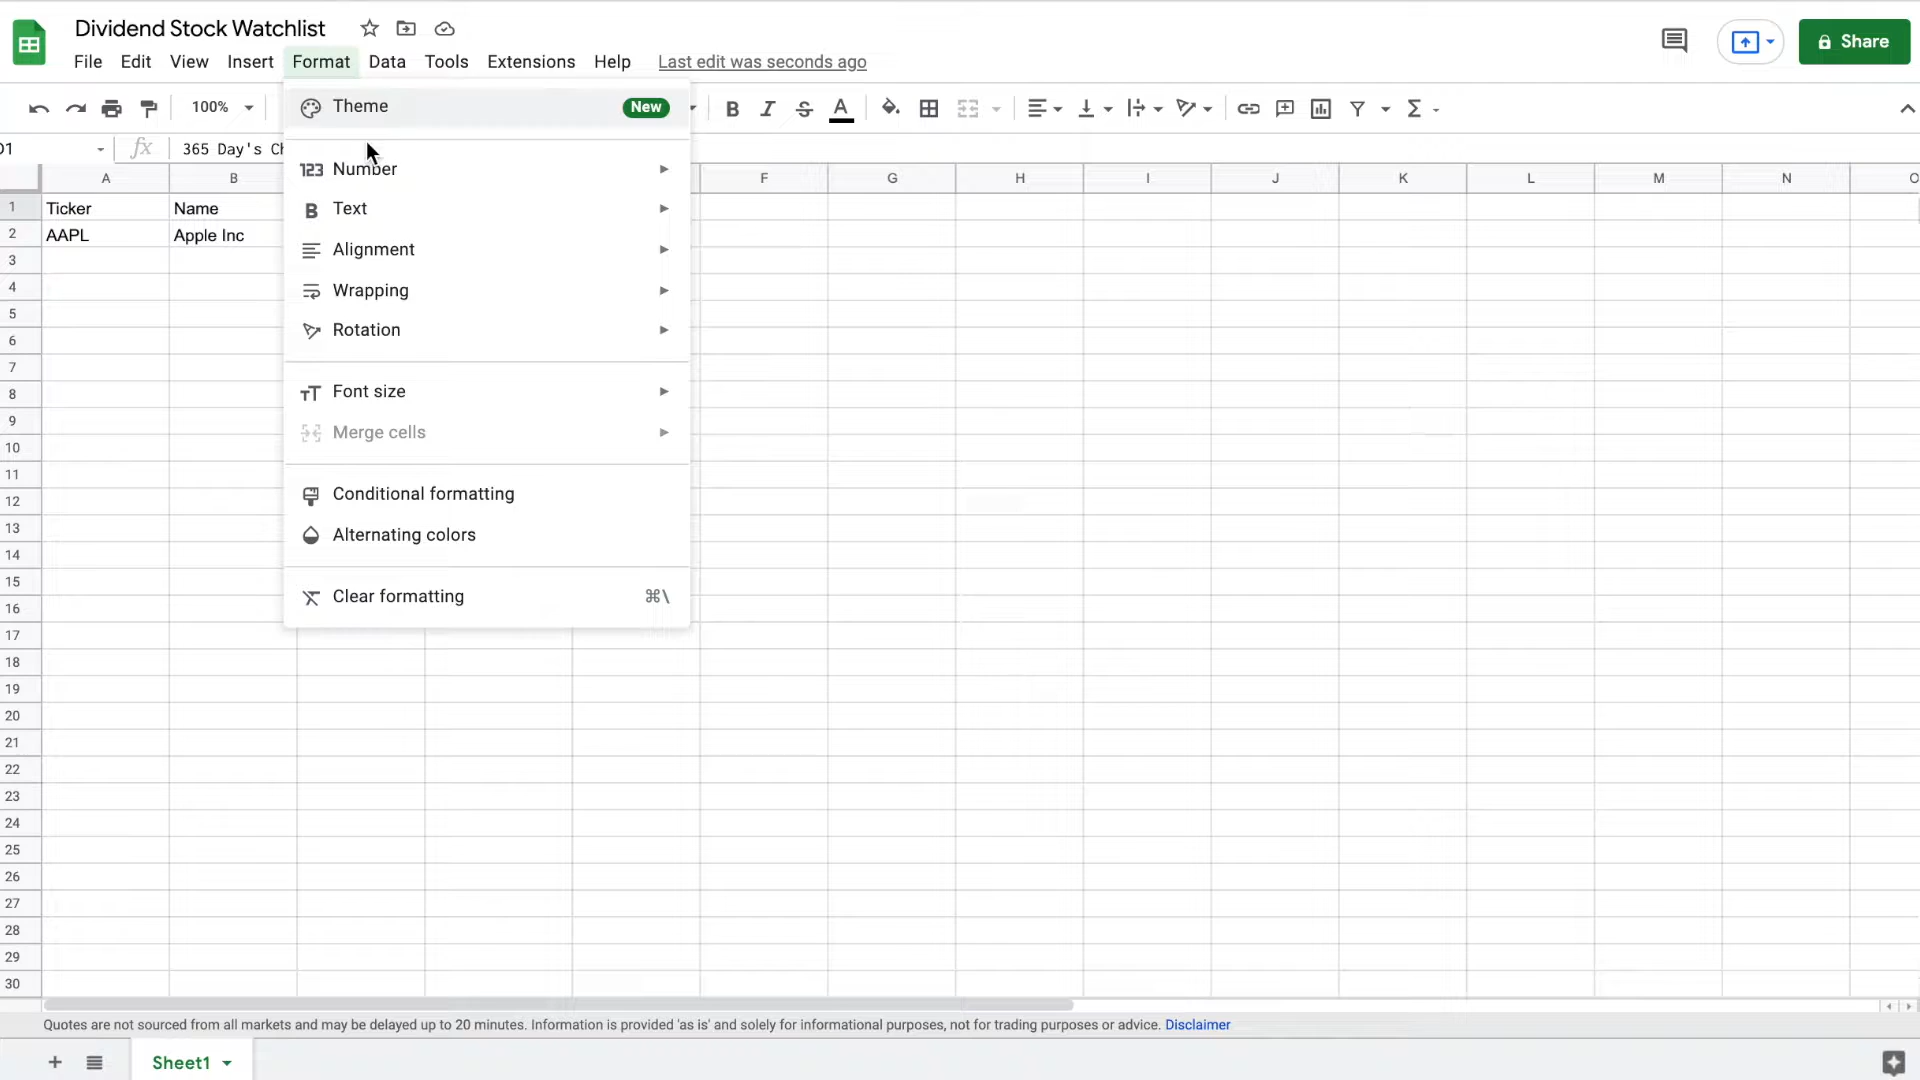 Dividend Stock Watchlist
File Edit View Insert Format Data Tools Extensions Help Last edit was seconds ago
Share
100%
Theme New
365 Day's
Number
Text
Alignment
Wrapping
Rotation
Font size
Merge cells
Conditional formatting
Alternating colors
Clear formatting ⌘\
A B F G H I J K L M N
1 Ticker Name
2 AAPL Apple Inc
3
4
5
6
7
8
9
10
11
12
13
14
15
16
17
18
19
20
21
22
23
24
25
26
27
28
29
30
Quotes are not sourced from all markets and may be delayed up to 20 minutes. Information is provided 'as is' and solely for informational purposes, not for trading purposes or advice. Disclaimer
Sheet1